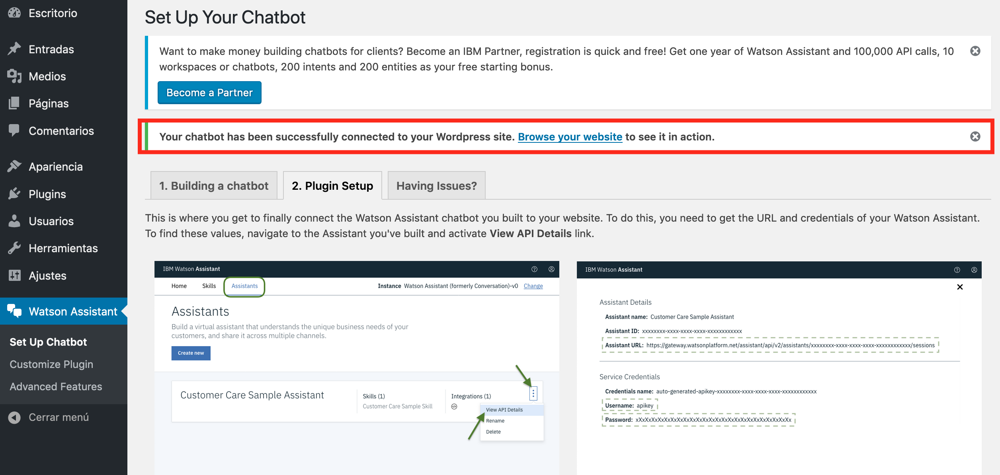 Escritorio
Entradas
Medios
Páginas
Comentarios
Apariencia
Plugins
Usuarios
Herramientas
Ajustes
Watson Assistant
Set Up Chatbot
Customize Plugin
Advanced Features
Cerrar menú
Set Up Your Chatbot
Want to make money building chatbots for clients? Become an IBM Partner, registration is quick and free! Get one year of Watson Assistant and 100,000 API calls, 10
workspaces or chatbots, 200 intents and 200 entities as your free starting bonus.
Become a Partner
Your chatbot has been successfully connected to your Wordpress site. Browse your website to see it in action.
1. Building a chatbot
2. Plugin Setup
Having Issues?
This is where you get to finally connect the Watson Assistant chatbot you built to your website. To do this, you need to get the URL and credentials of your Watson Assistant.
To find these values, navigate to the Assistant you've built and activate View API Details link.
IBM Watson Assistant
Home Skills Assistants Instance Watson Assistant (formerly Conversation)-v0 Change
Assistants
Build a virtual assistant that understands the unique business needs of your
customers, and share it across multiple channels.
Create new
Customer Care Sample Assistant
Skills (1)
Customer Care Sample Skill
Integrations (1)
View API Details
Rename
Delete
IBM Watson Assistant
Assistant Details
Assistant name: Customer Care Sample Assistant
Assistant ID: xxxxxxxx-xxxx-xxxx-xxxx-xxxxxxxxxxxx
Assistant URL: https://gateway.watsonplatform.net/assistant/api/v2/assistants/xxxxxxxx-xxxx-xxxx-xxxx-xxxxxxxxxxxx/sessions
Service Credentials
Credentials name: auto-generated-apikey-xxxxxxxx-xxxx-xxxx-xxxx-xxxxxxxxxxxx
Username: apikey
Password: xXxXxXxXxXxXxXxXxXxXxXxXxXxXxXxXxXxXxXxXxXxXxXxXx